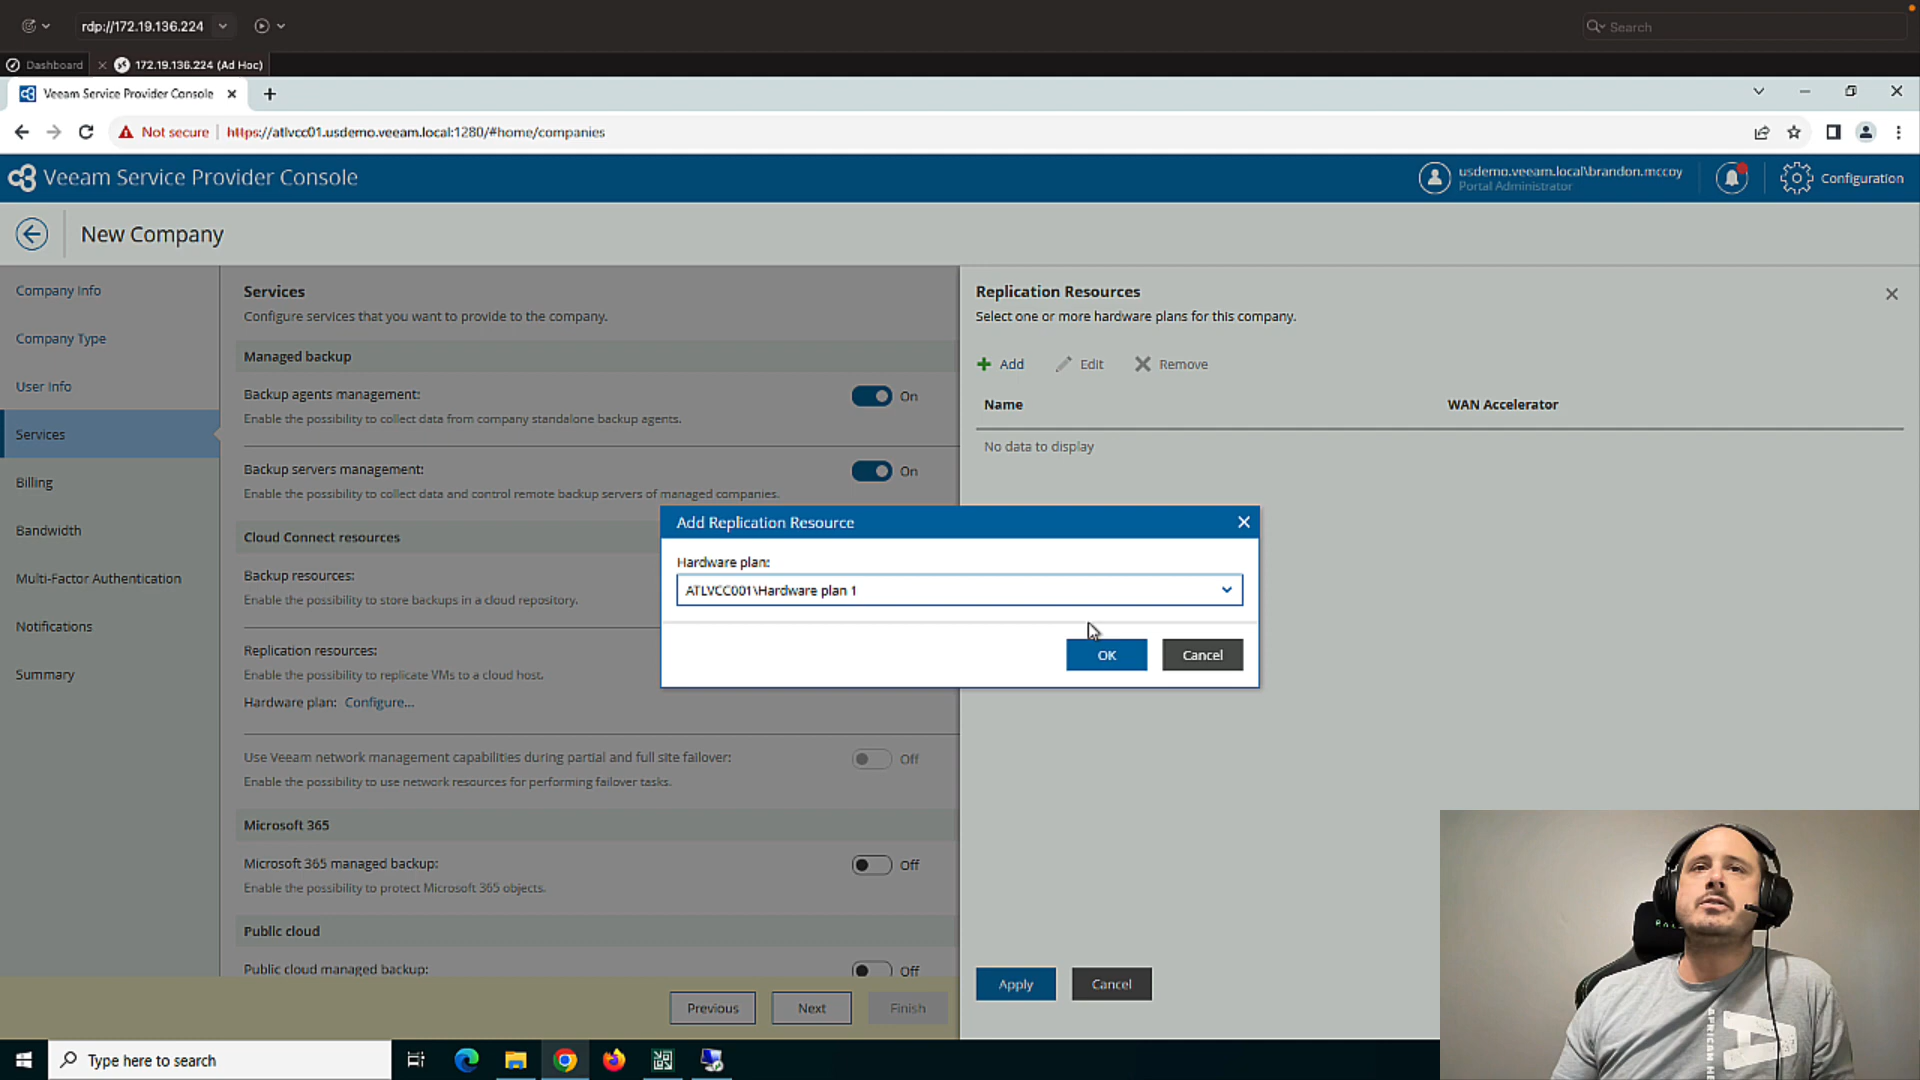 rdp://172.19.136.224
Search
Dashboard
172.19.136.224 (Ad Hoc)
Veeam Service Provider Console
Not secure
https://atlvcc01.usdemo.veeam.local:1280/#home/companies
Veeam Service Provider Console
usdemo.veeam.local\brandon.mccoy
Portal Administrator
Configuration
New Company
Company Info
Company Type
User Info
Services
Billing
Bandwidth
Multi-Factor Authentication
Notifications
Summary
Services
Configure services that you want to provide to the company.
Managed backup
Backup agents management:
On
Enable the possibility to collect data from company standalone backup agents.
Backup servers management:
On
Enable the possibility to collect data and control remote backup servers of managed companies.
Cloud Connect resources
Backup resources:
Enable the possibility to store backups in a cloud repository.
Replication resources:
Enable the possibility to replicate VMs to a cloud host.
Hardware plan: Configure...
Use Veeam network management capabilities during partial and full site failover:
Off
Enable the possibility to use network resources for performing failover tasks.
Microsoft 365
Microsoft 365 managed backup:
Off
Enable the possibility to protect Microsoft 365 objects.
Public cloud
Public cloud managed backup:
Off
Previous
Next
Finish
Replication Resources
Select one or more hardware plans for this company.
Add
Edit
Remove
Name
WAN Accelerator
No data to display
Add Replication Resource
Hardware plan:
ATLVCC001\Hardware plan 1
OK
Cancel
Apply
Cancel
Type here to search